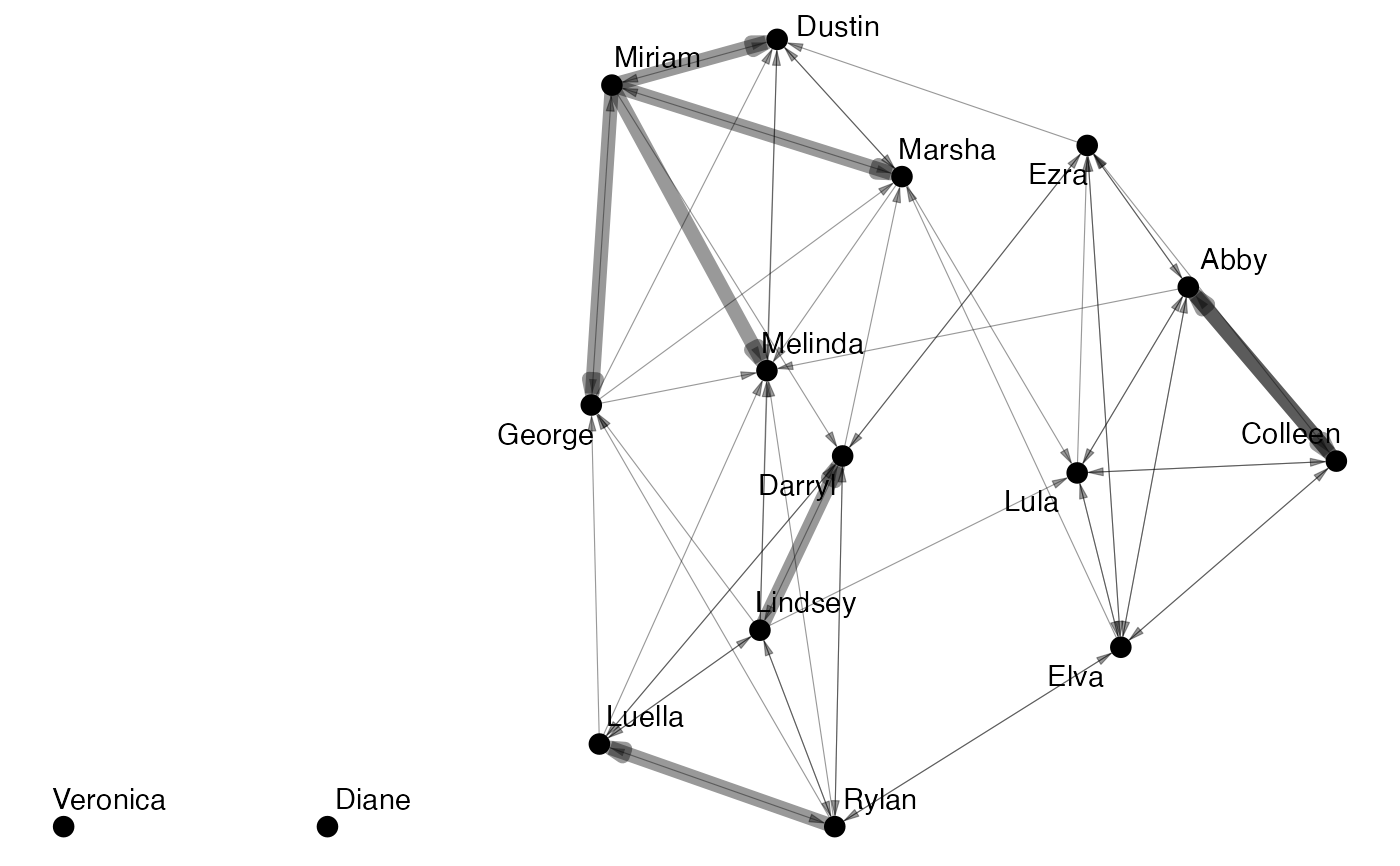 Dustin
Miriam
Marsha
Ezra
Abby
Melinda
George
Colleen
Darryl
Lula
Lindsey
Elva
Luella
Veronica
Diane
Rylan